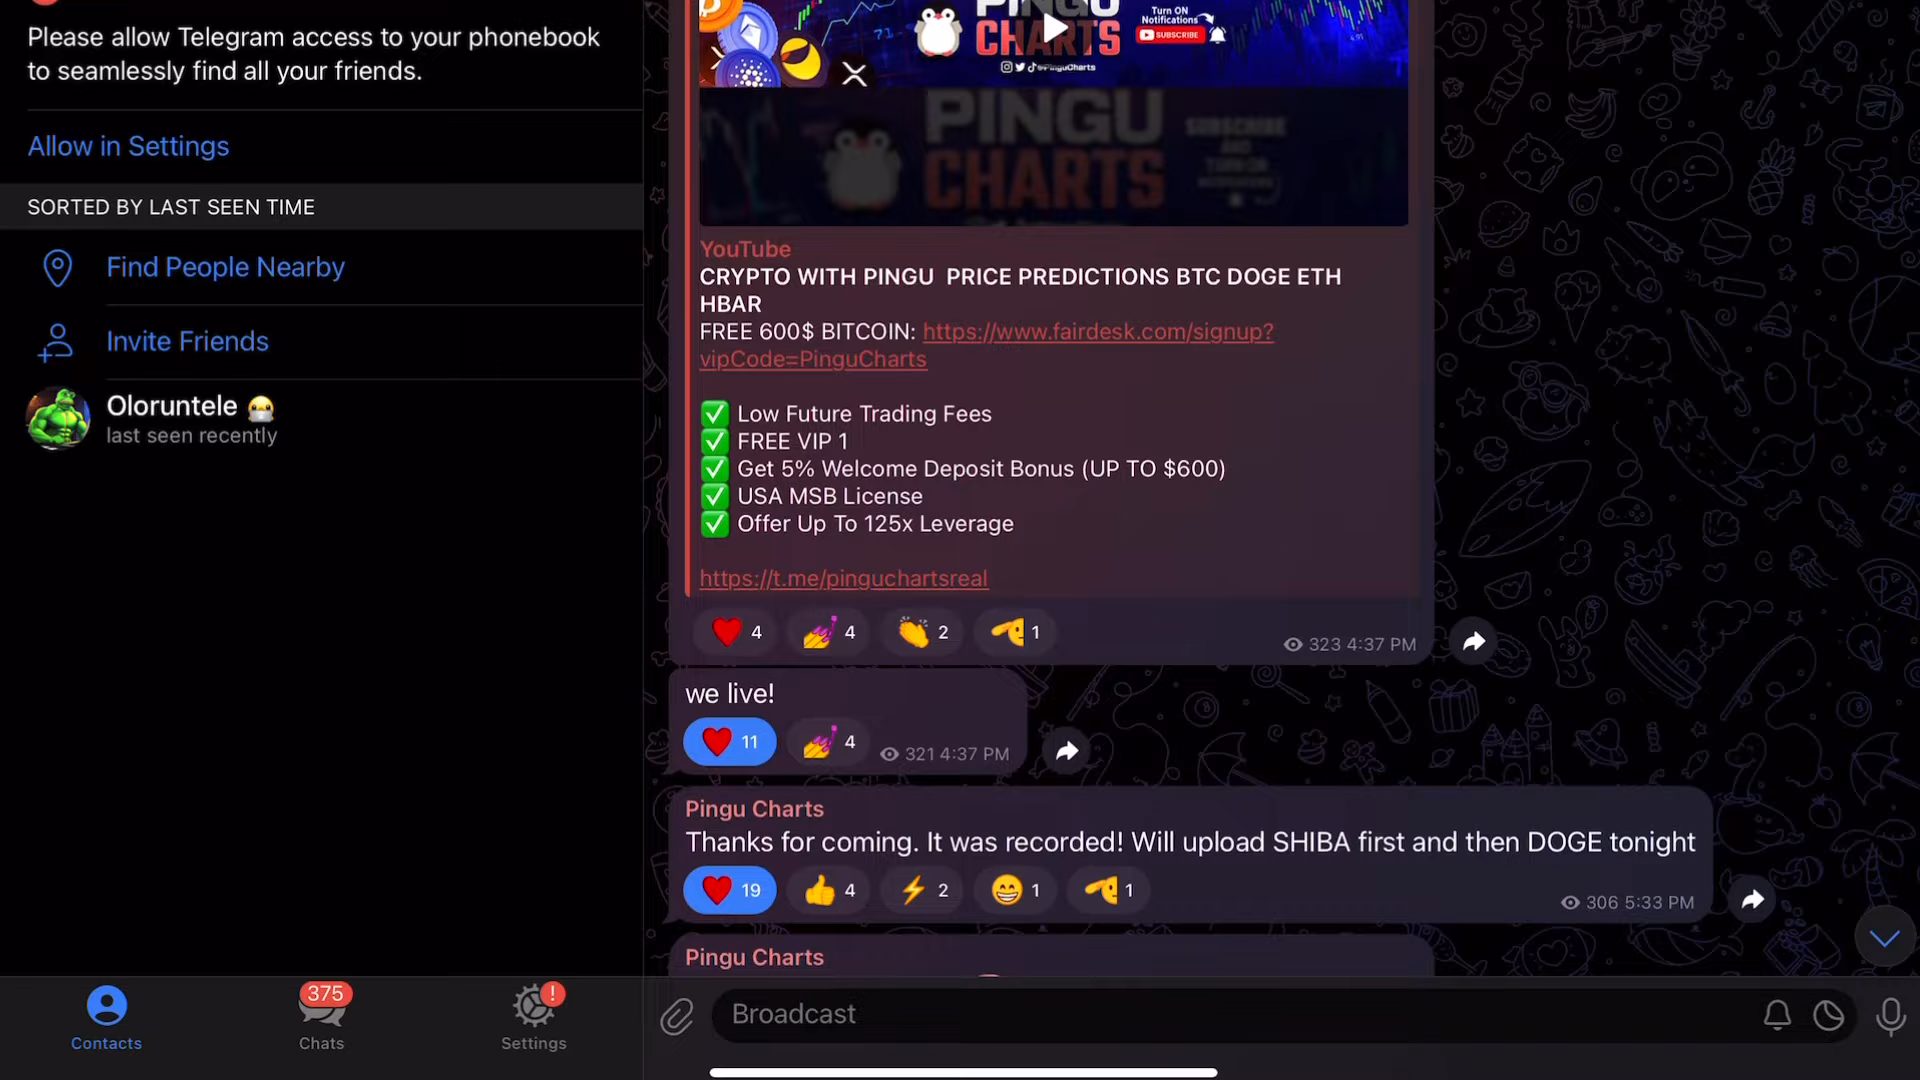 Please allow Telegram access to your phonebook
to seamlessly find all your friends.
Allow in Settings
SORTED BY LAST SEEN TIME
Find People Nearby
Invite Friends
Oloruntele
last seen recently
375
!
Contacts
Chats
Settings
PINGU
CHARTS
Turn ON
Notifications
SUBSCRIBE
@PinguCharts
PINGU
CHARTS
SUBSCRIBE
AND
TURN ON
NOTIFICATIONS
YouTube
CRYPTO WITH PINGU PRICE PREDICTIONS BTC DOGE ETH
HBAR
FREE 600$ BITCOIN: https://www.fairdesk.com/signup?
vipCode=PinguCharts
✅ Low Future Trading Fees
✅ FREE VIP 1
✅ Get 5% Welcome Deposit Bonus (UP TO $600)
✅ USA MSB License
✅ Offer Up To 125x Leverage
https://t.me/pinguchartsreal
4 4 2 1 323 4:37 PM
we live!
11 4 321 4:37 PM
Pingu Charts
Thanks for coming. It was recorded! Will upload SHIBA first and then DOGE tonight
19 4 2 1 1 306 5:33 PM
Pingu Charts
Broadcast